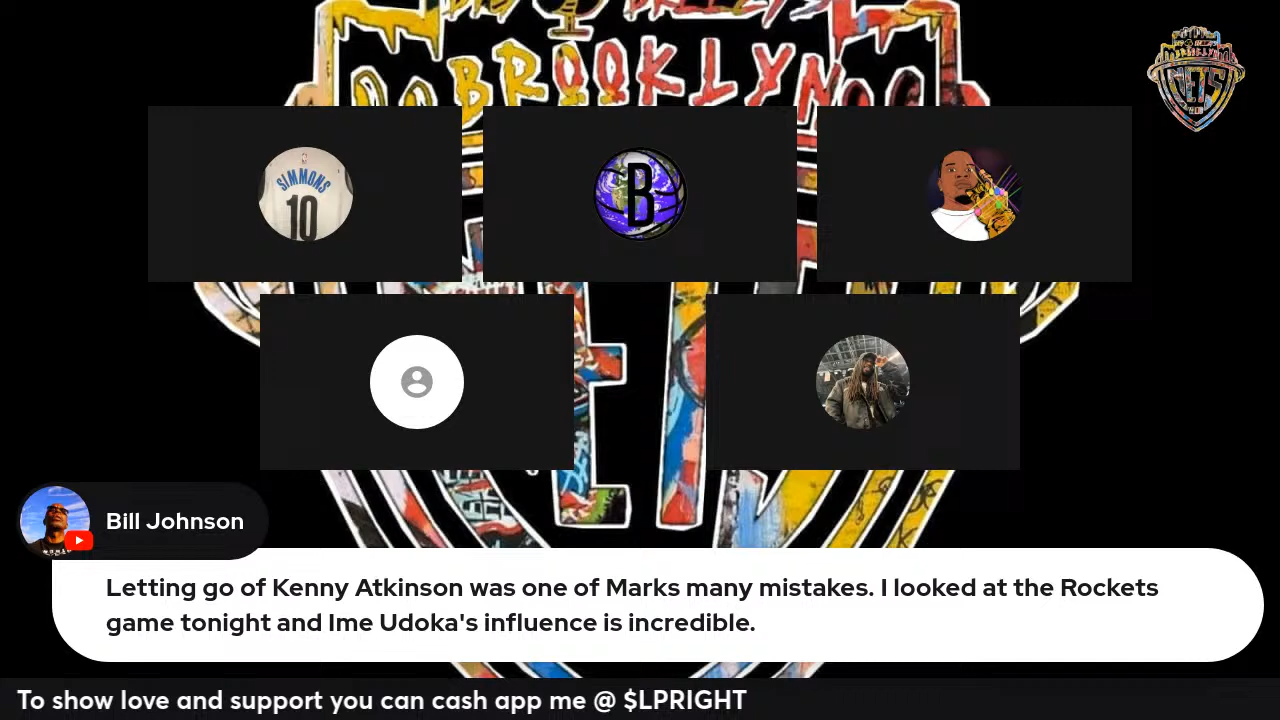 BROOKLYN
BROOKLYN
NETS
SIMMONS
10
B
Bill Johnson
Letting go of Kenny Atkinson was one of Marks many mistakes. I looked at the Rockets
game tonight and Ime Udoka's influence is incredible.
To show love and support you can cash app me @ $LPRIGHT